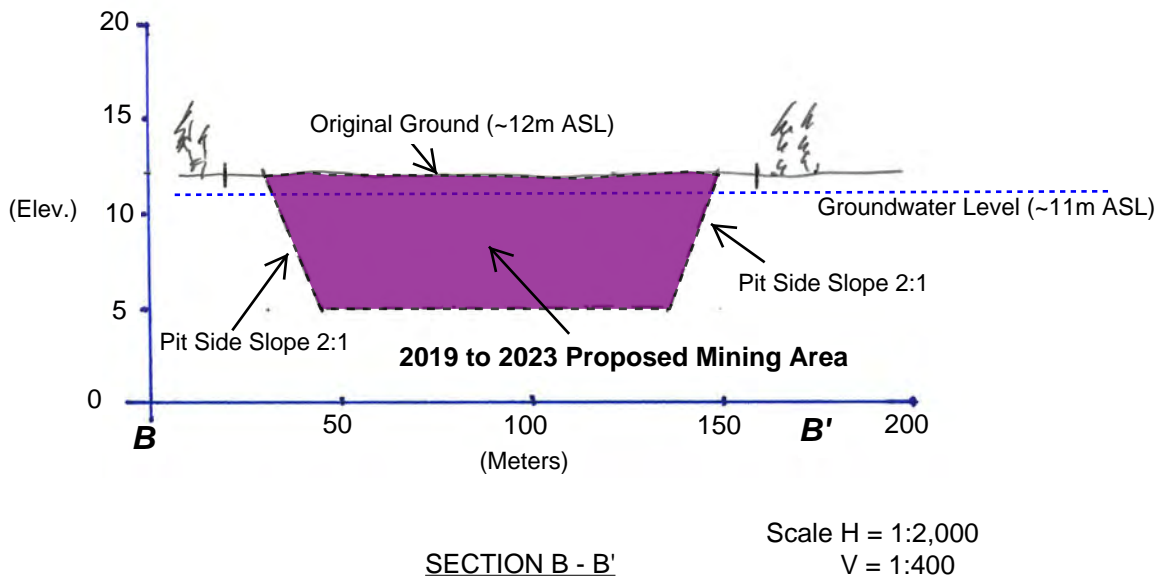 20
15
Original Ground (~12m ASL)
(Elev.)
10
Groundwater Level (~11m ASL)
Pit Side Slope 2:1
5
Pit Side Slope 2:1
2019 to 2023 Proposed Mining Area
0
50
100
150
200
B
B'
(Meters)
Scale H = 1:2,000
V = 1:400
SECTION B - B'